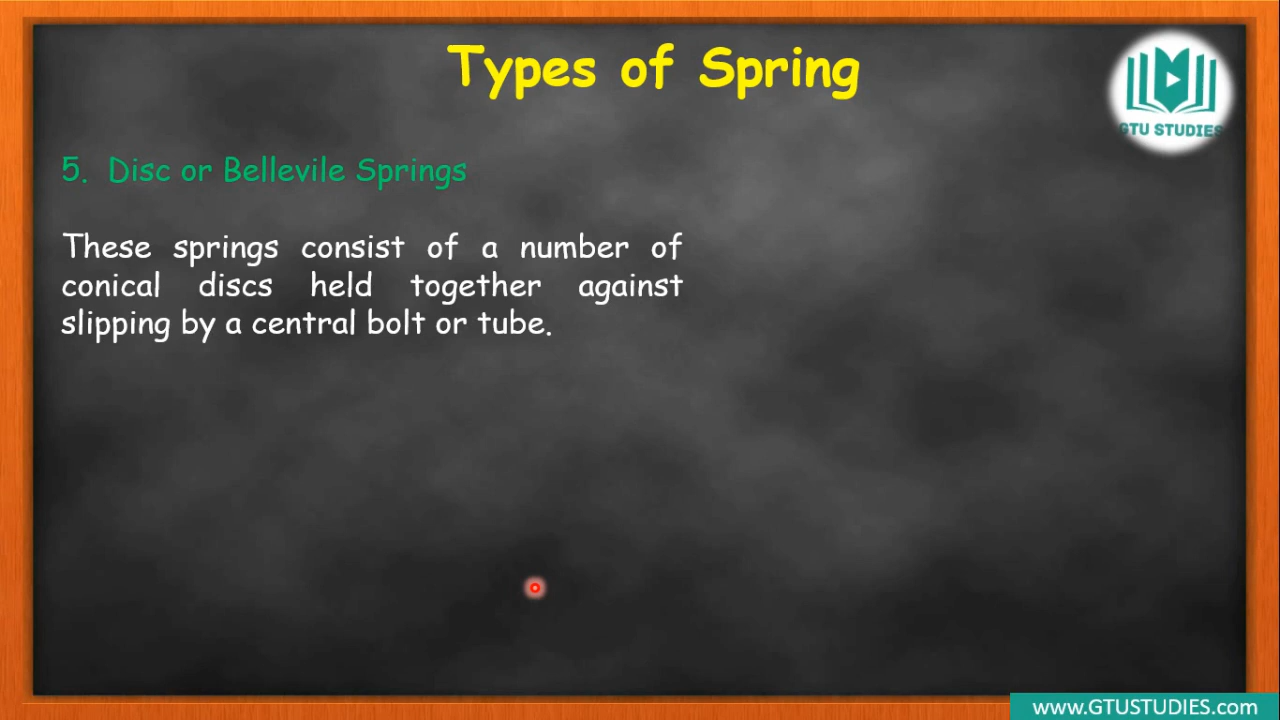 Types of Spring
GTU STUDIES
5. Disc or Bellevile Springs
These springs consist of a number of
conical discs held together against
slipping by a central bolt or tube.
www.GTUSTUDIES.com